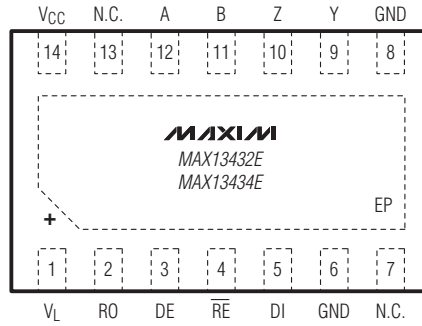 VCC N.C. A B Z Y GND
14 13 12 11 10 9 8
MAXIM
MAX13432E
MAX13434E
EP
+
1 2 3 4 5 6 7
VL RO DE R̅E̅ DI GND N.C.